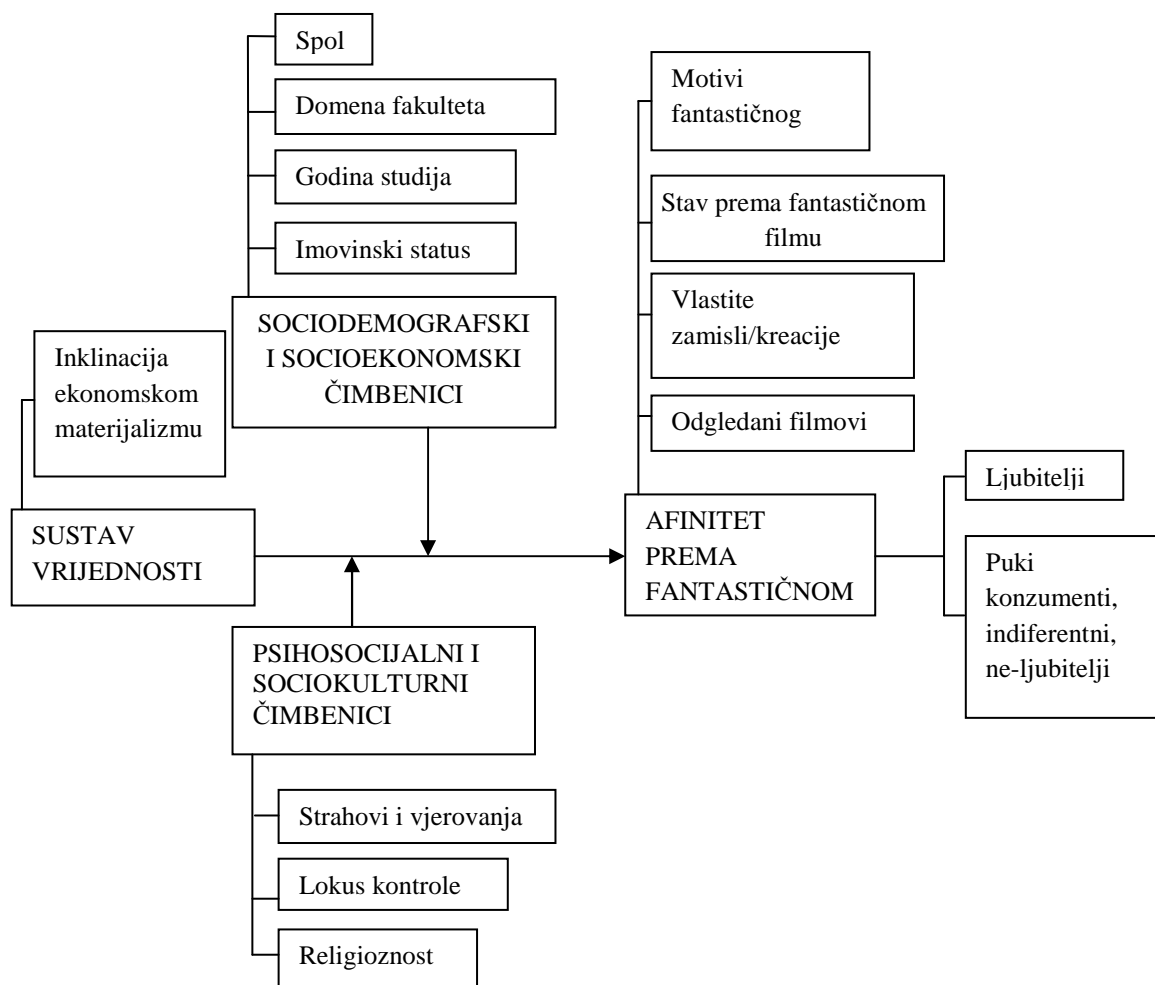 Spol
Domena fakulteta
Godina studija
Imovinski status
SOCIODEMOGRAFSKI
I SOCIOEKONOMSKI
ČIMBENICI
Inklinacija
ekonomskom
materijalizmu
SUSTAV
VRIJEDNOSTI
PSIHOSOCIJALNI I
SOCIOKULTURNI
ČIMBENICI
Strahovi i vjerovanja
Lokus kontrole
Religioznost
Motivi
fantastičnog
Stav prema fantastičnom
filmu
Vlastite
zamisli/kreacije
Odgledani filmovi
AFINITET
PREMA
FANTASTIČNOM
Ljubitelji
Puki
konzumenti,
indiferentni,
ne-ljubitelji